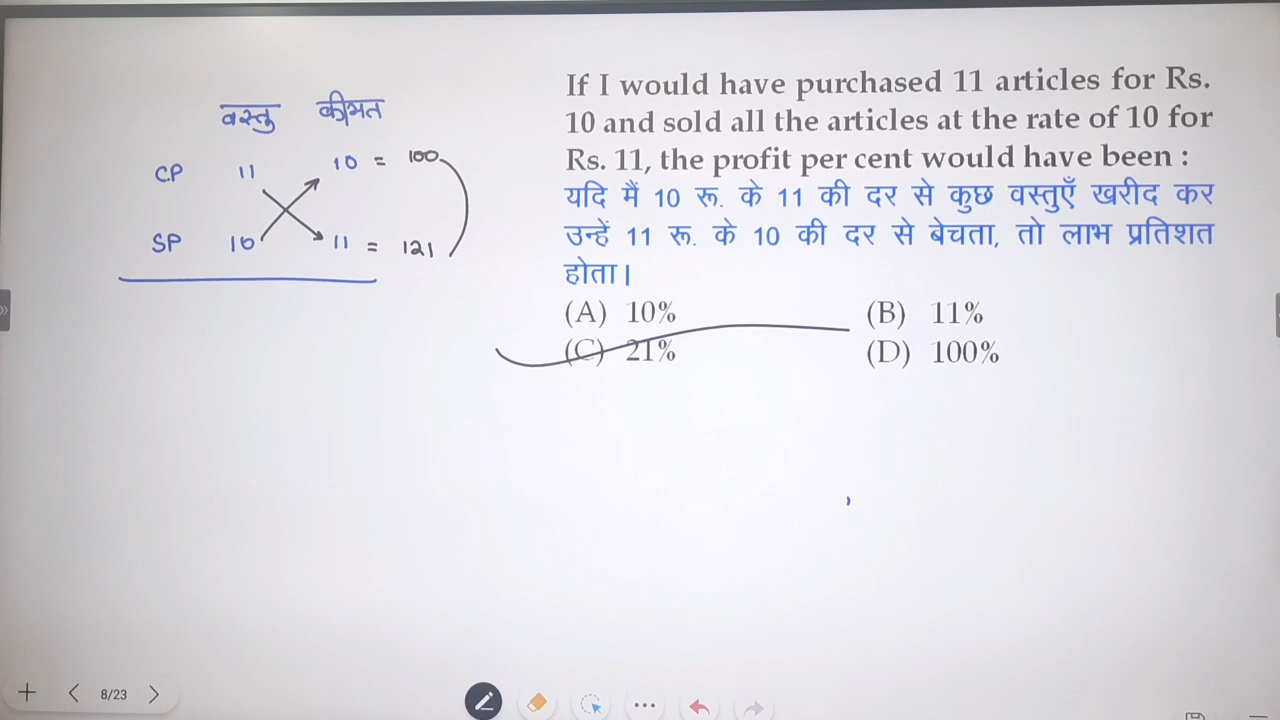 वस्तु कीमत
CP 11 10 = 100
SP 10 11 = 121
If I would have purchased 11 articles for Rs.
10 and sold all the articles at the rate of 10 for
Rs. 11, the profit per cent would have been :
यदि मैं 10 रू. के 11 की दर से कुछ वस्तुएँ खरीद कर
उन्हें 11 रू. के 10 की दर से बेचता, तो लाभ प्रतिशत
होता।
(A) 10% (B) 11%
(C) 21% (D) 100%
8/23